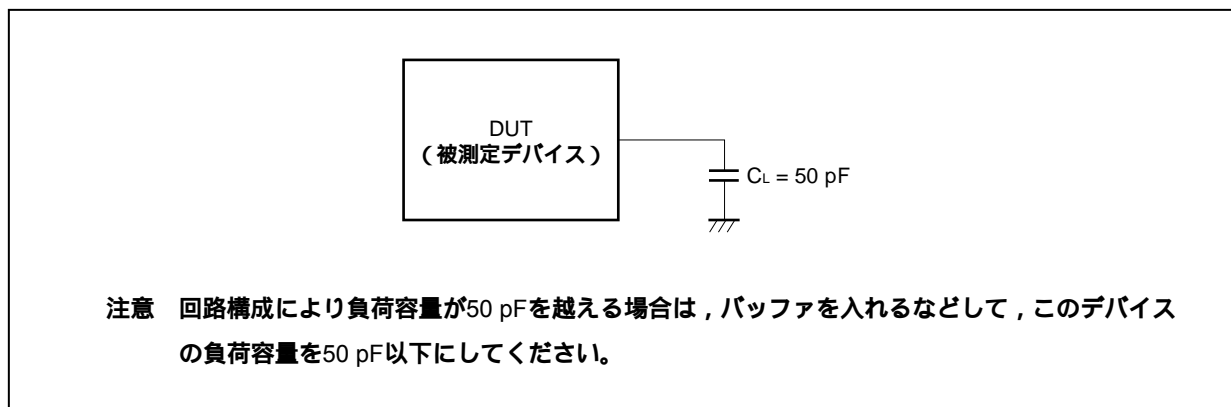 DUT
（被測定デバイス）
CL = 50 pF
注意　回路構成により負荷容量が50 pFを越える場合は，バッファを入れるなどして，このデバイス
の負荷容量を50 pF以下にしてください。